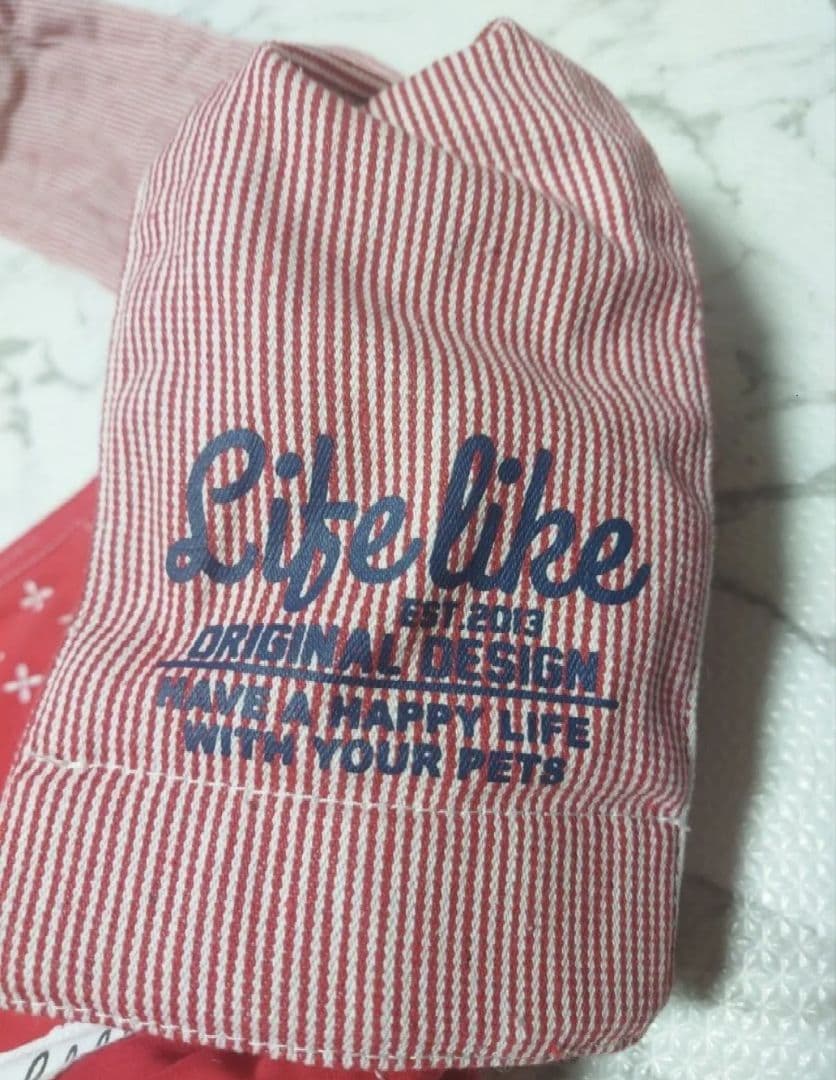 Life like
EST.2013
ORIGINAL DESIGN
HAVE A HAPPY LIFE
WITH YOUR PETS